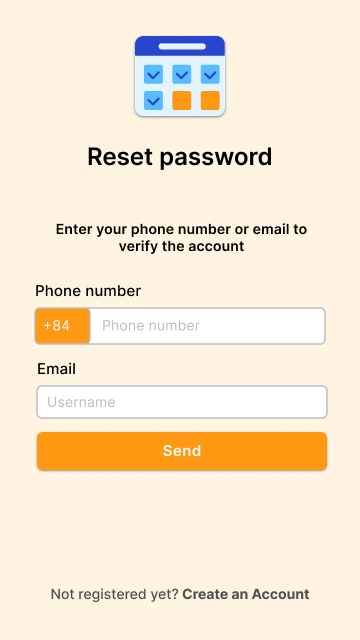 Reset password
Enter your phone number or email to
verify the account
Phone number
+84 Phone number
Email
Username
Send
Not registered yet? Create an Account